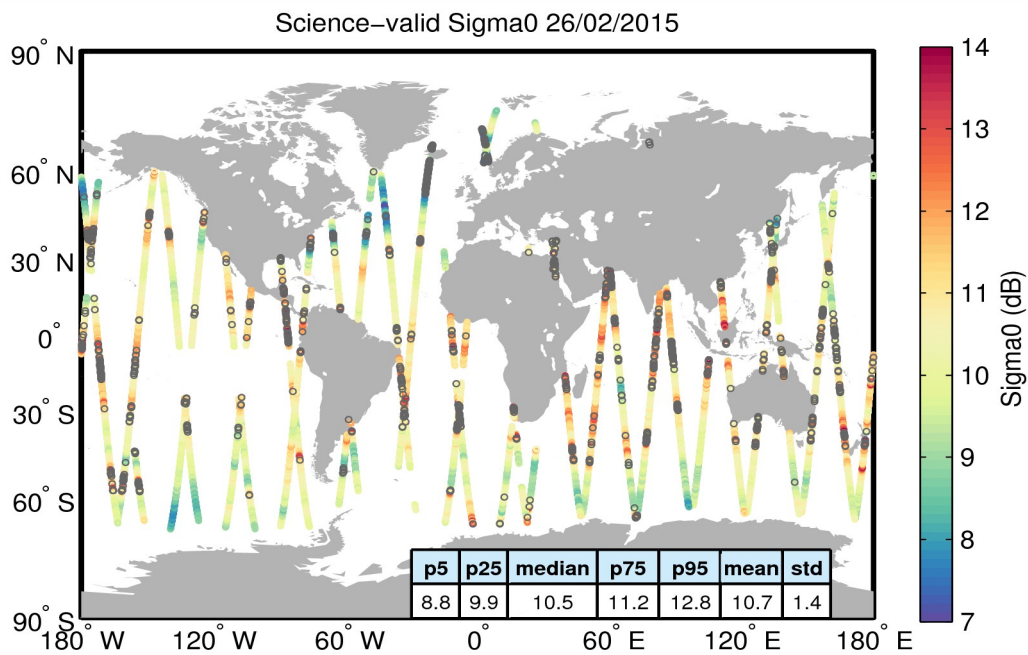 Science−valid Sigma0 26/02/2015
90° N
60° N
30° N
0°
30° S
60° S
90° S
180° W
120° W
60° W
0°
60° E
120° E
180° E
14
13
12
11
10
9
8
7
Sigma0 (dB)
p5 p25 median p75 p95 mean std
8.8 9.9 10.5 11.2 12.8 10.7 1.4